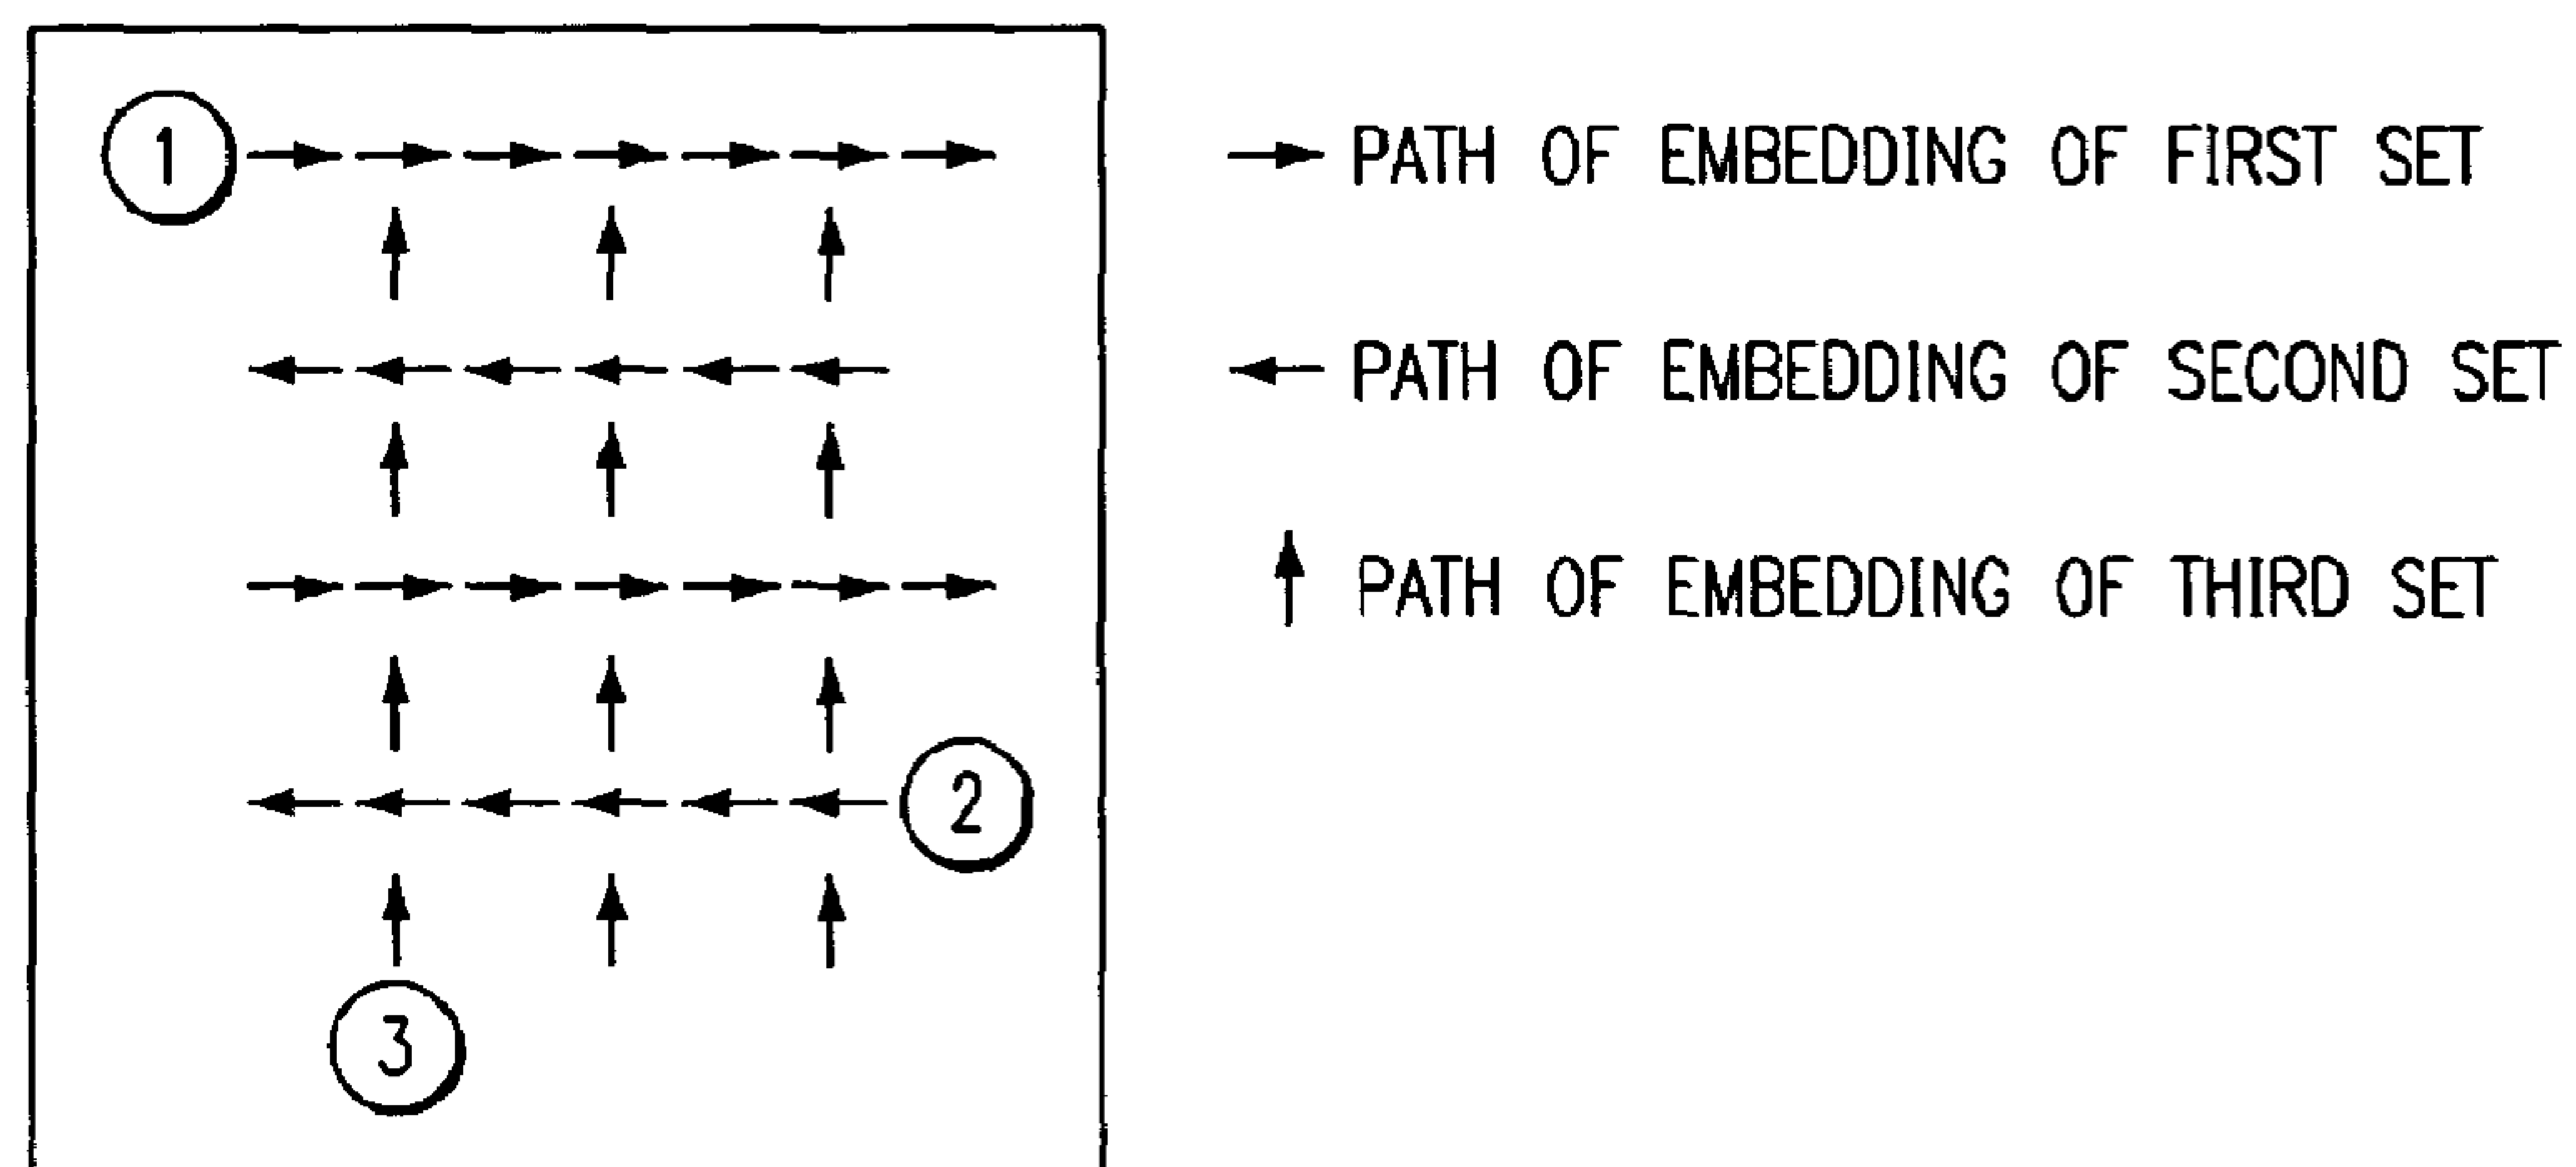 1
→ PATH OF EMBEDDING OF FIRST SET
← PATH OF EMBEDDING OF SECOND SET
↑ PATH OF EMBEDDING OF THIRD SET
2
3